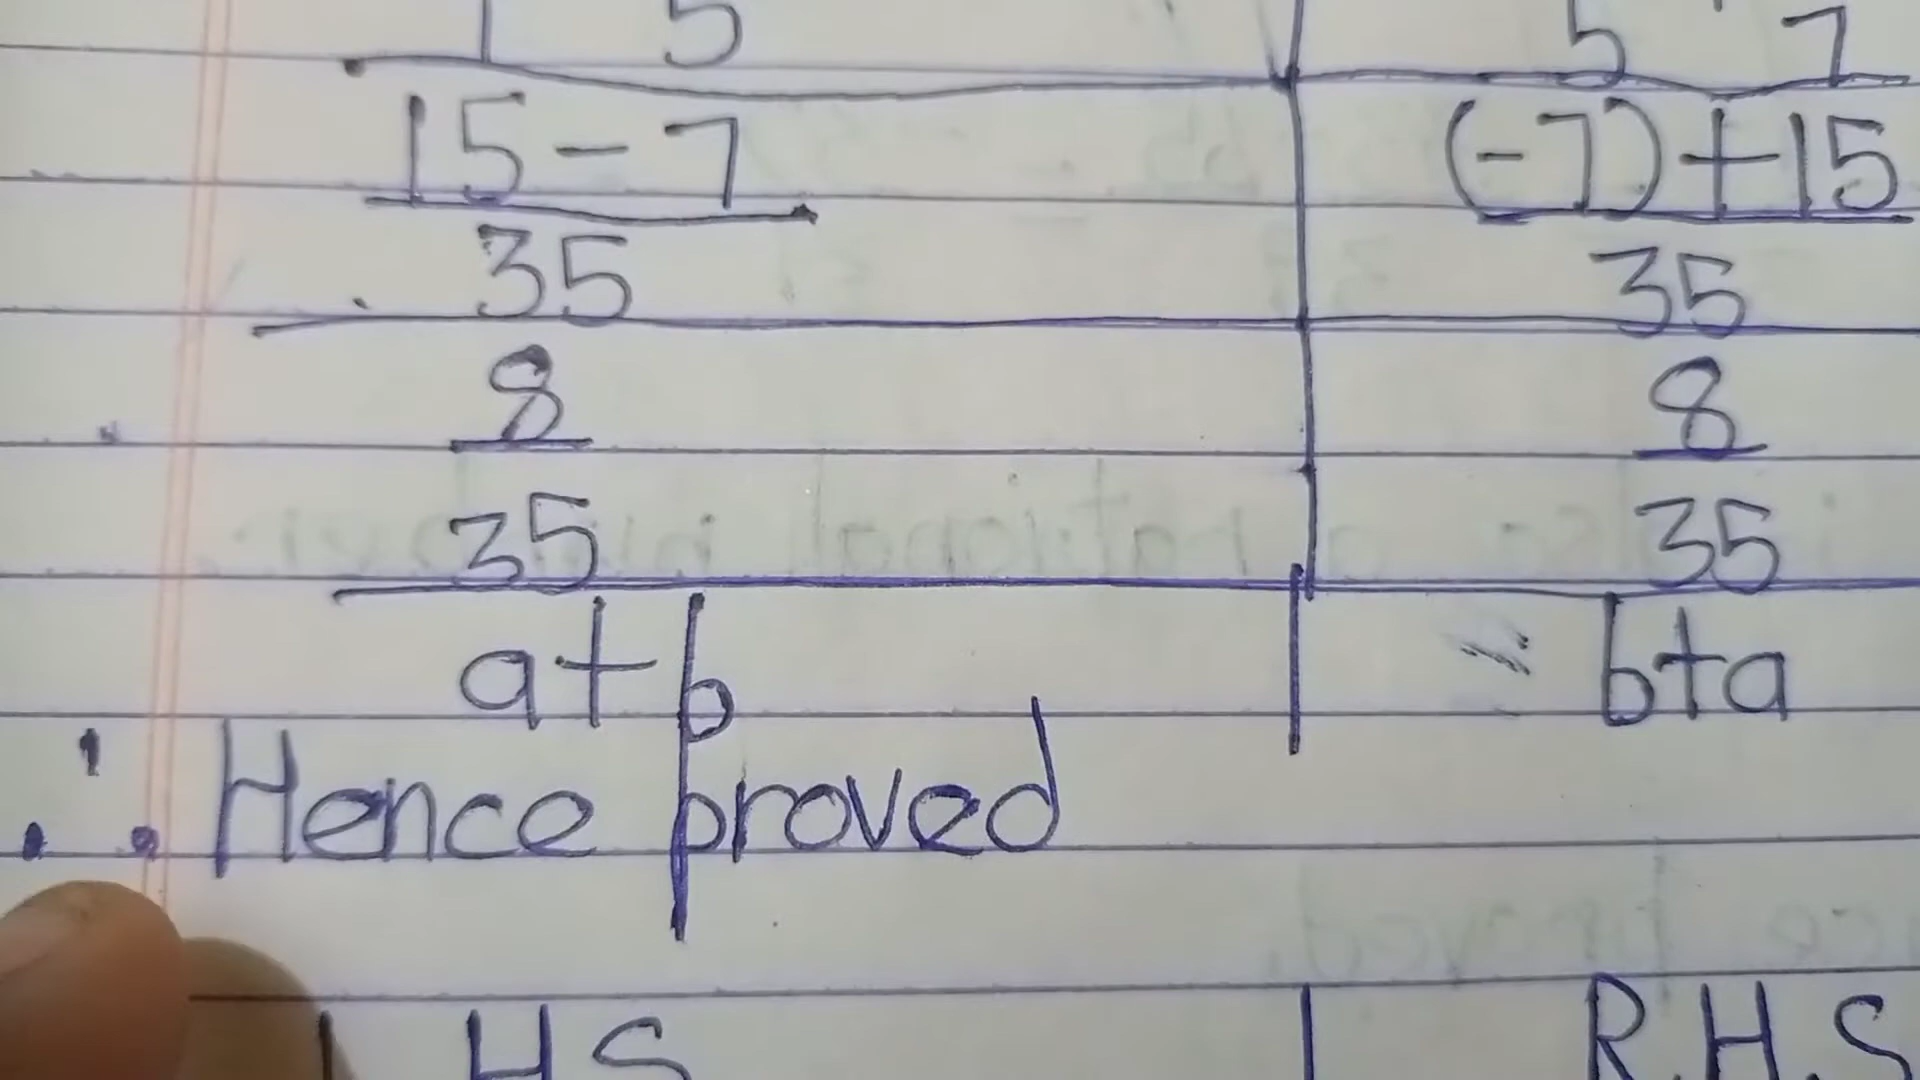 5 5 7
15 - 7 (-7) + 15
35 35
8 8
35 35
a+b b+a
∴ Hence proved
L.H.S R.H.S